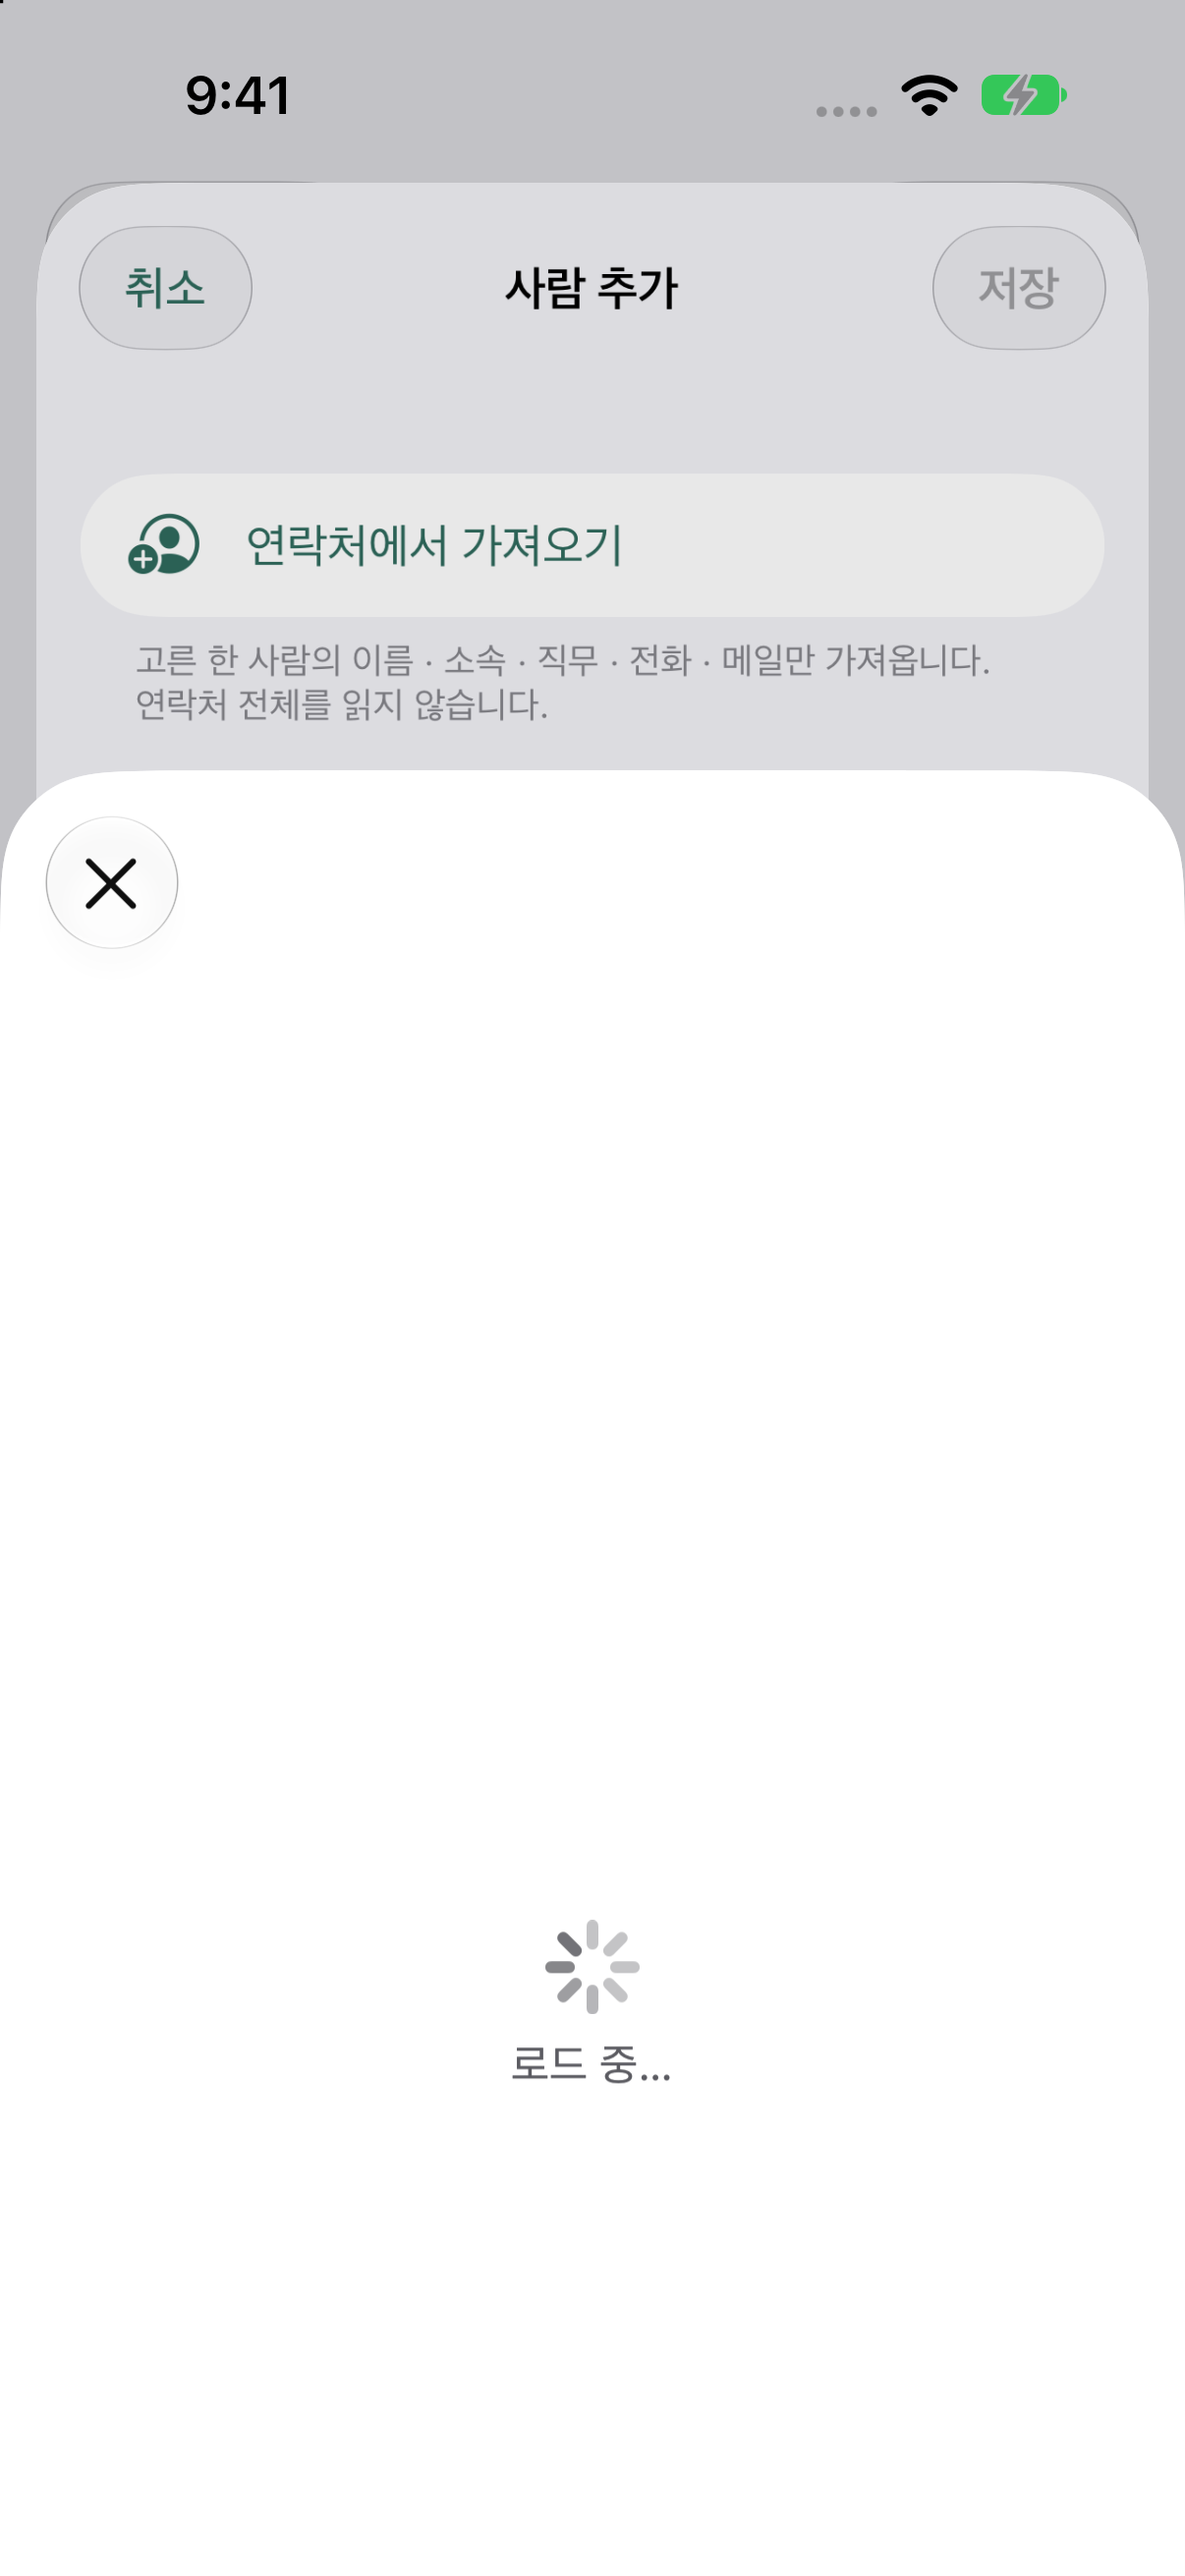 9:41
취소
사람 추가
저장
연락처에서 가져오기
고른 한 사람의 이름 · 소속 · 직무 · 전화 · 메일만 가져옵니다.
연락처 전체를 읽지 않습니다.
로드 중...